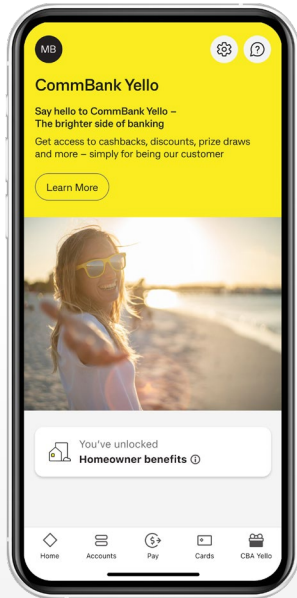 MB
CommBank Yello
Say hello to CommBank Yello –
The brighter side of banking
Get access to cashbacks, discounts, prize draws
and more – simply for being our customer
Learn More
You've unlocked
Homeowner benefits
Home Accounts Pay Cards CBA Yello